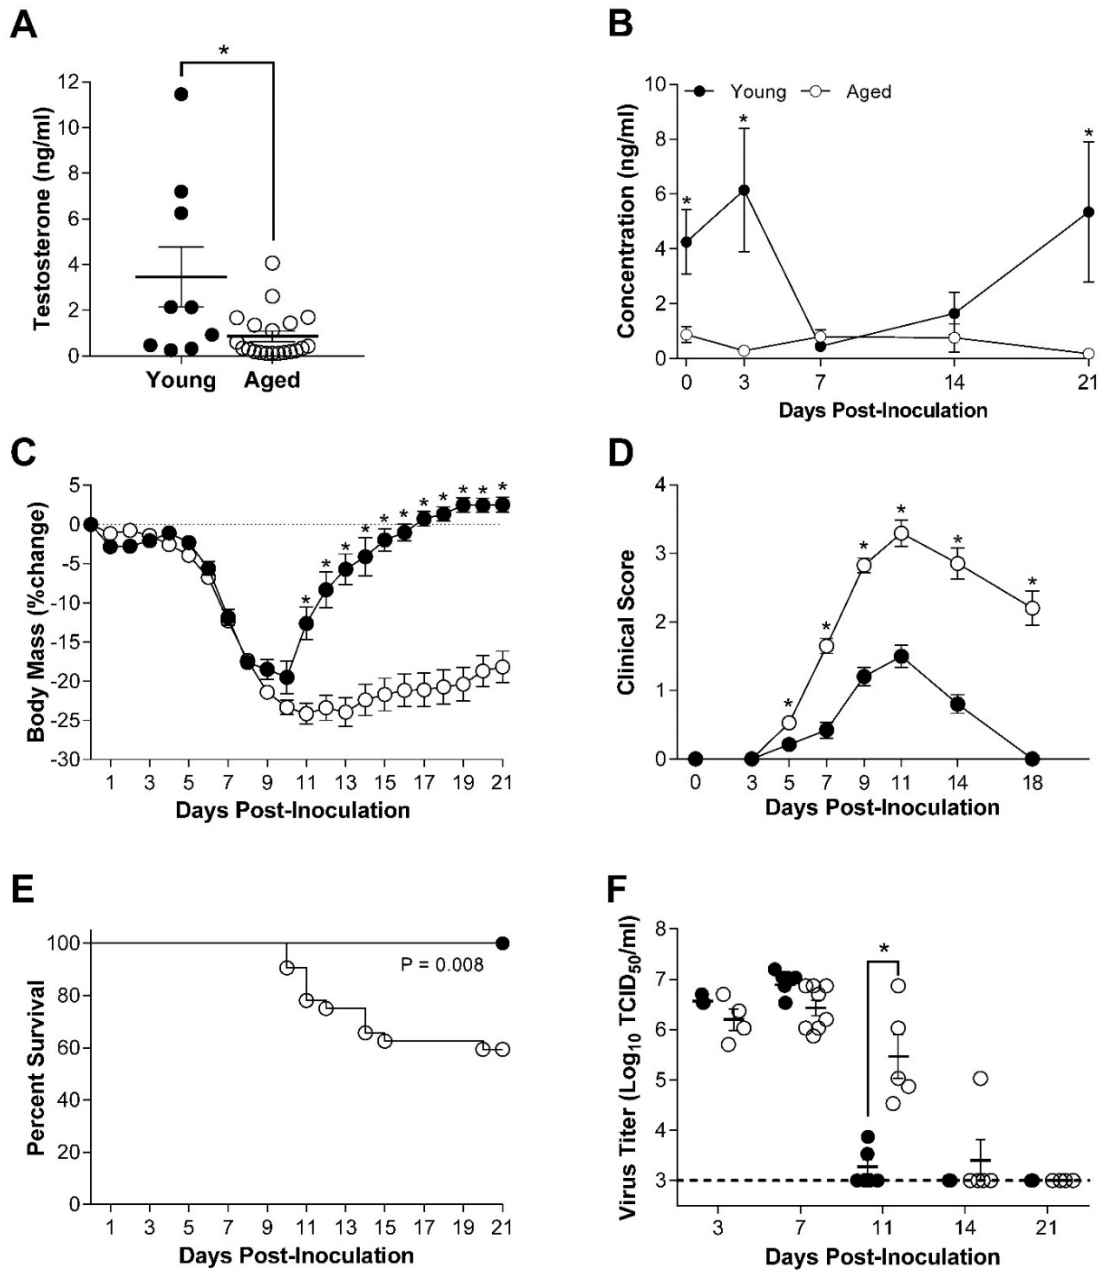 A
Testosterone (ng/ml)
12
10
8
6
4
2
0
*
Young
Aged
B
Concentration (ng/ml)
10
8
6
4
2
0
Young
Aged
*
*
*
0
3
7
14
21
Days Post-Inoculation
C
Body Mass (%change)
5
0
-5
-10
-15
-20
-25
-30
* * * * * * * * * * *
1 3 5 7 9 11 13 15 17 19 21
Days Post-Inoculation
D
Clinical Score
4
3
2
1
0
* * * * * *
0 3 5 7 9 11 14 18
Days Post-Inoculation
E
Percent Survival
100
80
60
40
20
0
P = 0.008
1 3 5 7 9 11 13 15 17 19 21
Days Post-Inoculation
F
Virus Titer (Log10 TCID50/ml)
8
7
6
5
4
3
*
3 7 11 14 21
Days Post-Inoculation